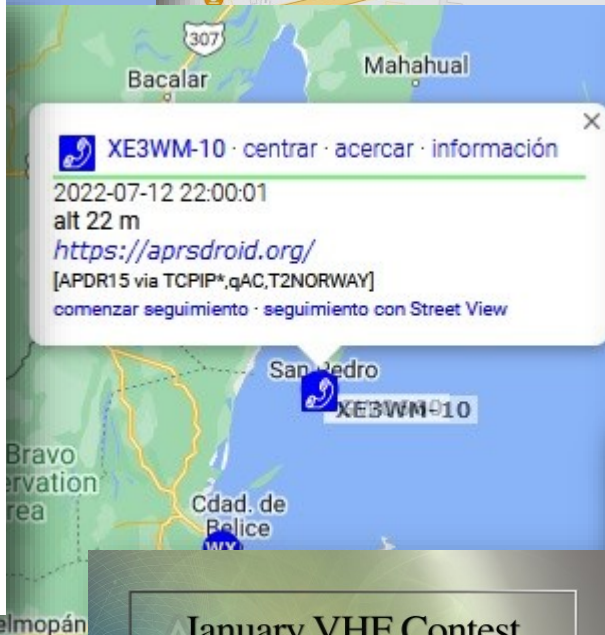 307
Bacalar
Mahahual
XE3WM-10 · centrar · acercar · información
2022-07-12 22:00:01
alt 22 m
https://aprsdroid.org/
[APDR15 via TCPIP*,qAC,T2NORWAY]
comenzar seguimiento · seguimiento con Street View
San Pedro
XE3WM-10
Bravo
ervation
rea
Cdad. de
Belice
WX
elmopán
January VHF Contest